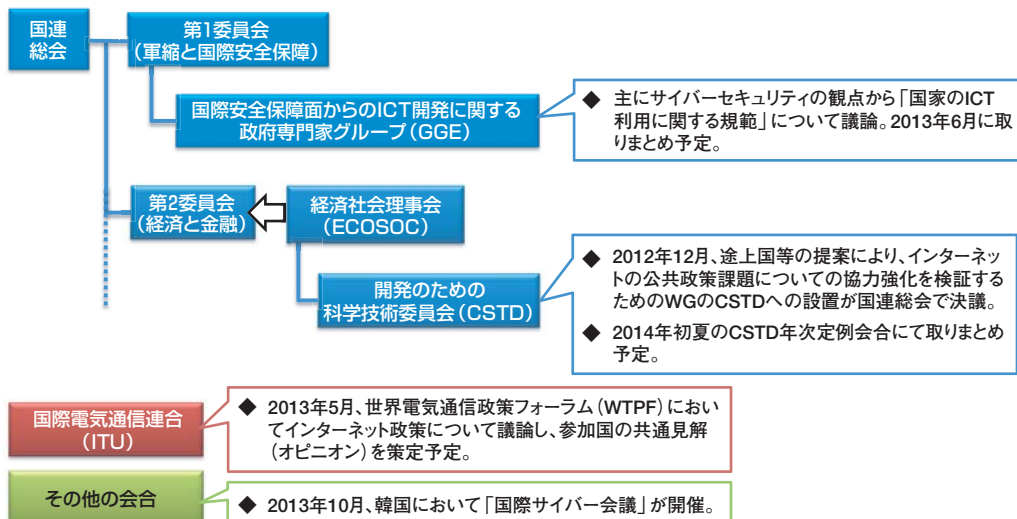 国連
総会
第1委員会
（軍縮と国際安全保障）
国際安全保障面からのICT開発に関する
政府専門家グループ（GGE）
◆ 主にサイバーセキュリティの観点から「国家のICT
利用に関する規範」について議論。2013年6月に取
りまとめ予定。
第2委員会
（経済と金融）
経済社会理事会
（ECOSOC）
開発のための
科学技術委員会（CSTD）
◆ 2012年12月、途上国等の提案により、インターネッ
トの公共政策課題についての協力強化を検証する
ためのWGのCSTDへの設置が国連総会で決議。
◆ 2014年初夏のCSTD年次定例会合にて取りまとめ
予定。
国際電気通信連合
（ITU）
◆ 2013年5月、世界電気通信政策フォーラム（WTPF）におい
てインターネット政策について議論し、参加国の共通見解
（オピニオン）を策定予定。
その他の会合
◆ 2013年10月、韓国において「国際サイバー会議」が開催。